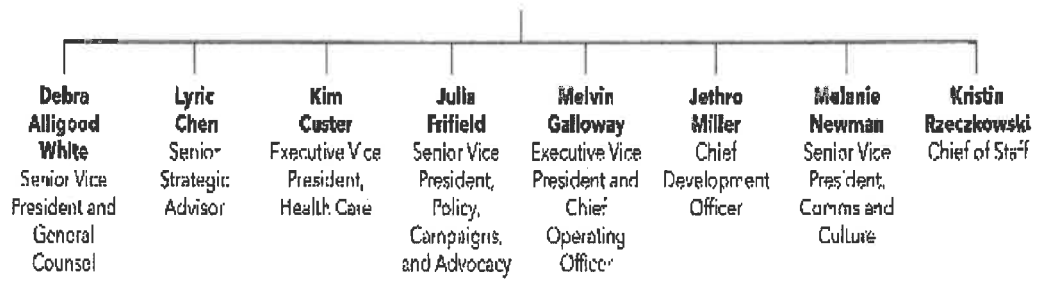 Debra
Alligood
White
Senior Vice
President and
General
Counsel
Lyric
Chen
Senior
Strategic
Advisor
Kim
Custer
Executive Vice
President,
Health Care
Julia
Frifield
Senior Vice
President,
Policy,
Campaigns,
and Advocacy
Melvin
Galloway
Executive Vice
President and
Chief
Operating
Officer
Jethro
Miller
Chief
Development
Officer
Melanie
Newman
Senior Vice
President,
Comms and
Culture
Kristin
Rzeczkowski
Chief of Staff